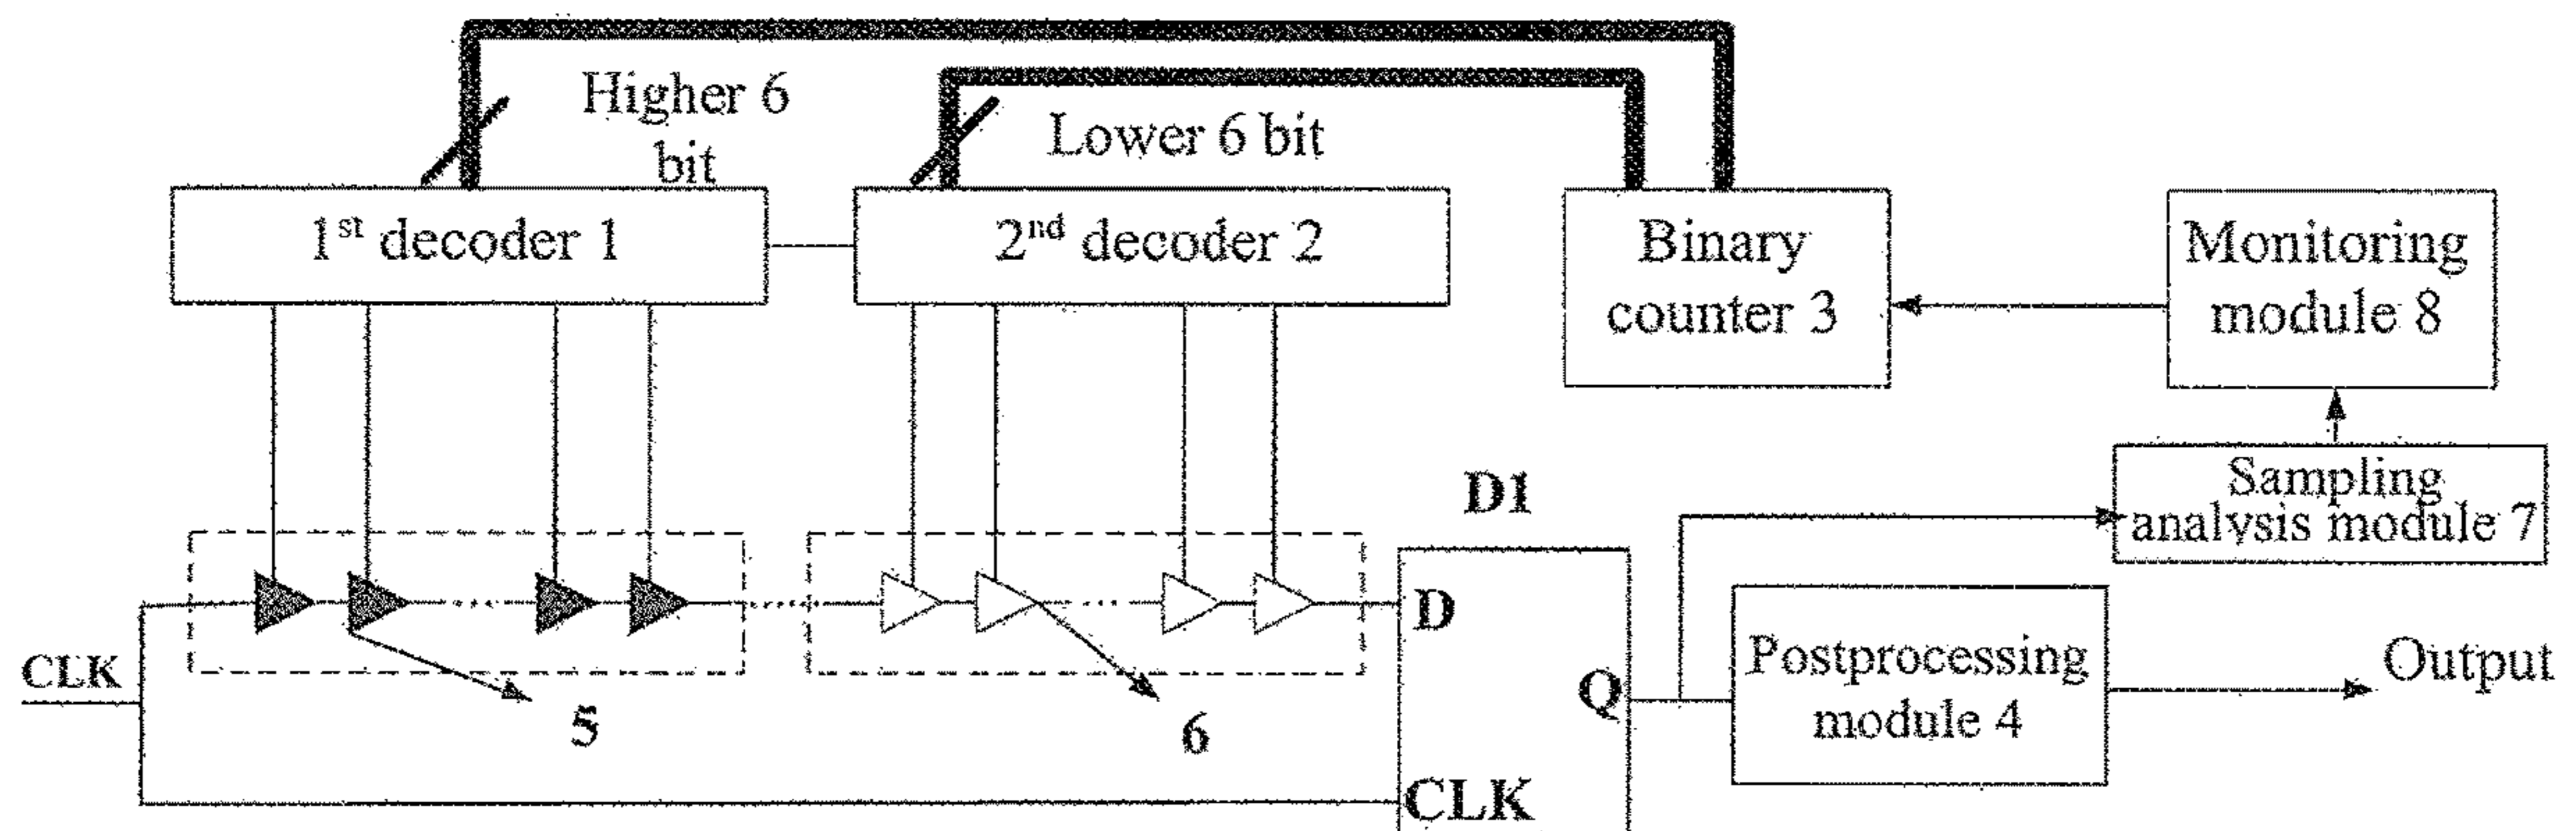 Higher 6
bit
Lower 6 bit
1st decoder 1
2nd decoder 2
Binary
counter 3
Monitoring
module 8
Sampling
analysis module 7
D1
D
Q
CLK
CLK
5
6
Postprocessing
module 4
Output